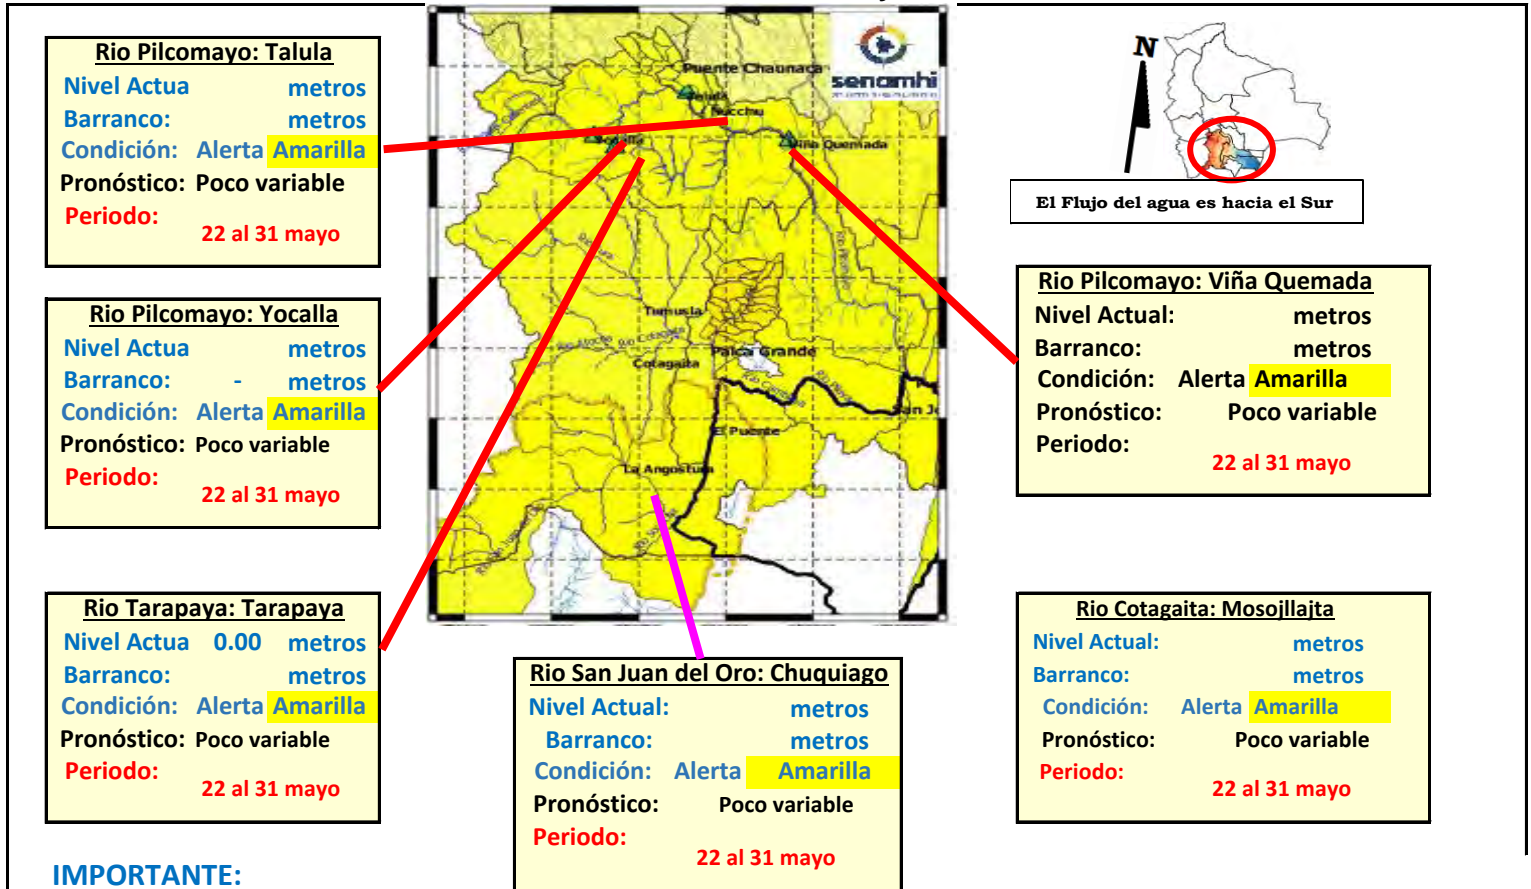 Rio Pilcomayo: Talula
Nivel Actua metros
Barranco: metros
Condición: Alerta Amarilla
Pronóstico: Poco variable
Periodo:
22 al 31 mayo
Rio Pilcomayo: Yocalla
Nivel Actua metros
Barranco: - metros
Condición: Alerta Amarilla
Pronóstico: Poco variable
Periodo:
22 al 31 mayo
Rio Tarapaya: Tarapaya
Nivel Actua 0.00 metros
Barranco: metros
Condición: Alerta Amarilla
Pronóstico: Poco variable
Periodo:
22 al 31 mayo
IMPORTANTE:
senamhi
Puente Chaunaca
Viña Quemada
Tumusla
Rio Cotagaita
Palca Grande
Cotagaita
El Puente
La Angostura
Rio San Juan del Oro: Chuquiago
Nivel Actual: metros
Barranco: metros
Condición: Alerta Amarilla
Pronóstico: Poco variable
Periodo:
22 al 31 mayo
N
El Flujo del agua es hacia el Sur
Rio Pilcomayo: Viña Quemada
Nivel Actual: metros
Barranco: metros
Condición: Alerta Amarilla
Pronóstico: Poco variable
Periodo:
22 al 31 mayo
Rio Cotagaita: Mosojllajta
Nivel Actual: metros
Barranco: metros
Condición: Alerta Amarilla
Pronóstico: Poco variable
Periodo:
22 al 31 mayo